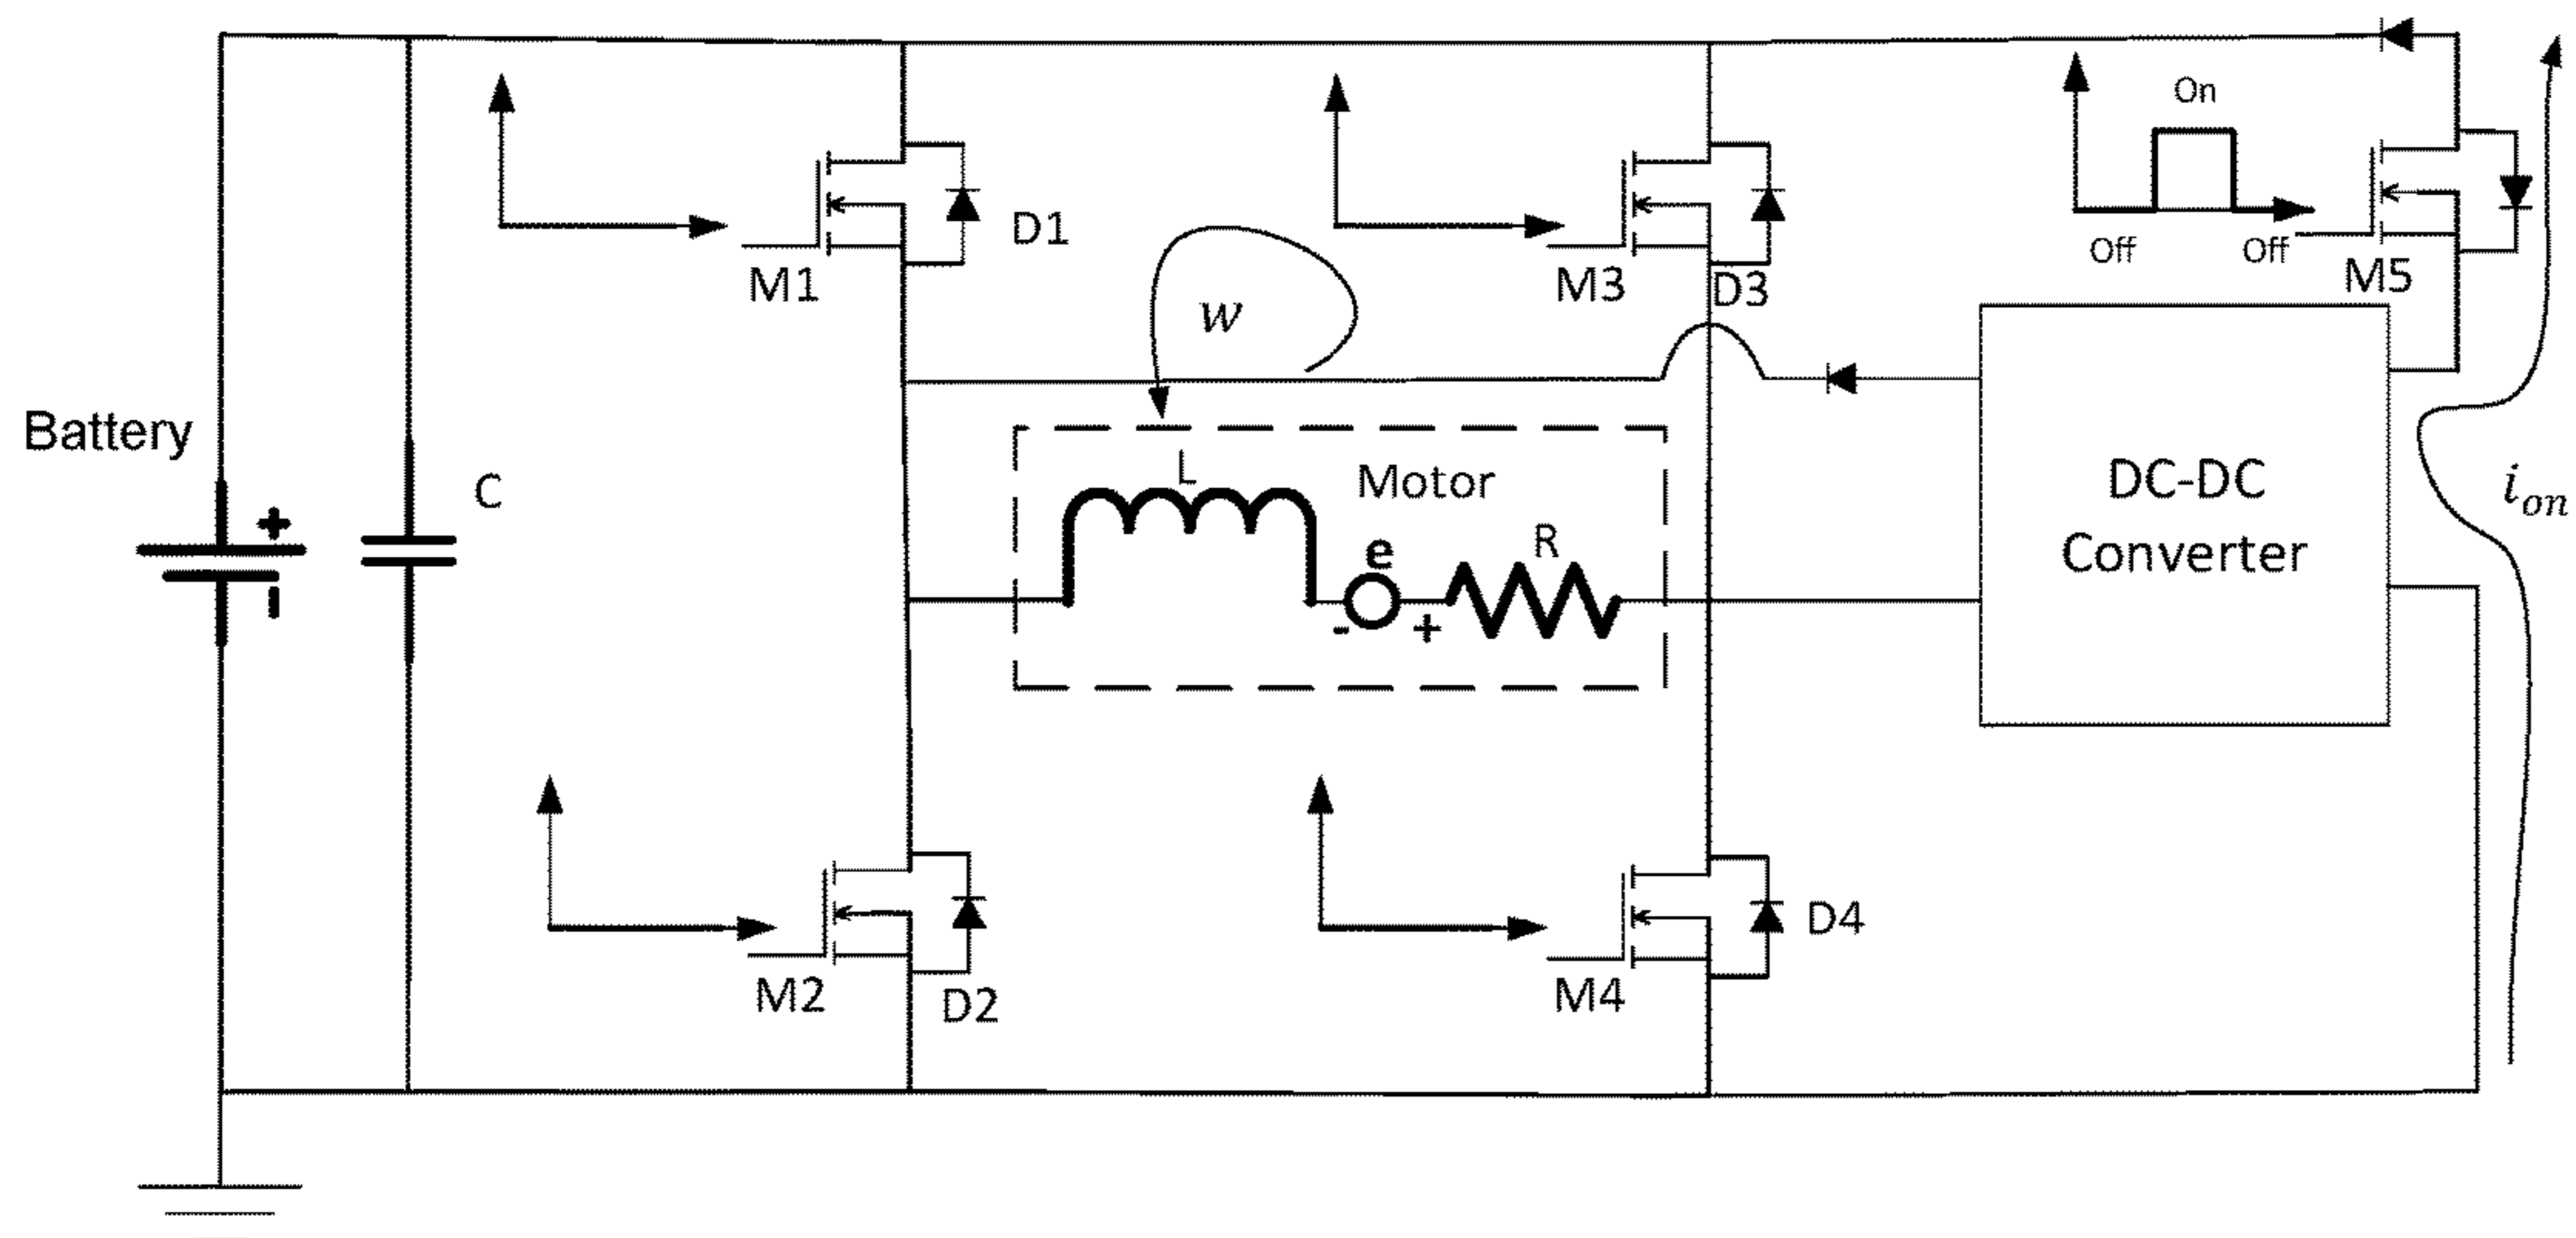 On
Off
Off
M5
D1
M1
M3
D3
w
Battery
+
C
L
Motor
e
R
-
+
DC-DC
Converter
i_on
M2
D2
M4
D4